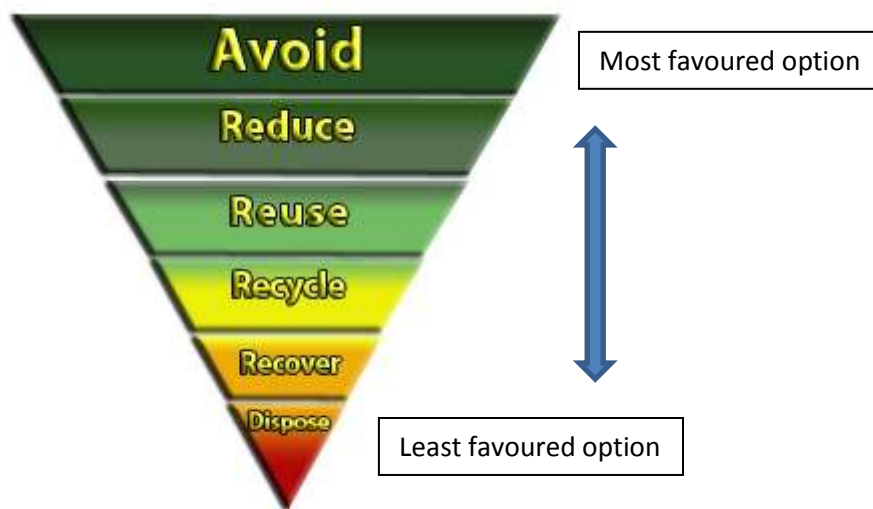 Avoid
Most favoured option
Reduce
Reuse
Recycle
Recover
Dispose
Least favoured option